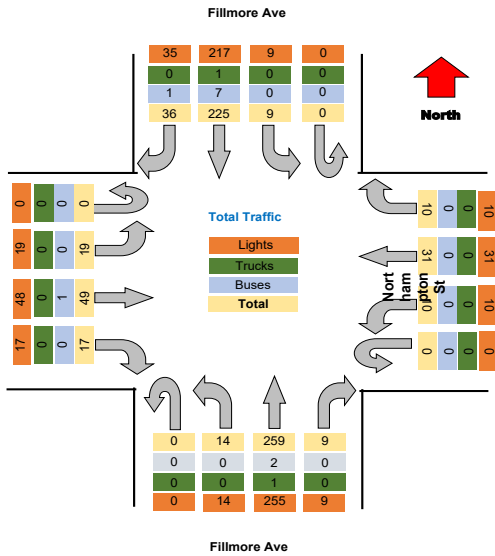 Fillmore Ave
35 217 9 0
0 1 0 0
1 7 0 0
36 225 9 0
North
0 0 0 0
19 0 0 19
48 0 1 49
17 0 0 17
Total Traffic
Lights
Trucks
Buses
Total
10 0 0 10
31 0 0 31
10 0 0 10
0 0 0 0
Nort
ham
pton
St
0 14 259 9
0 0 2 0
0 0 1 0
0 14 255 9
Fillmore Ave